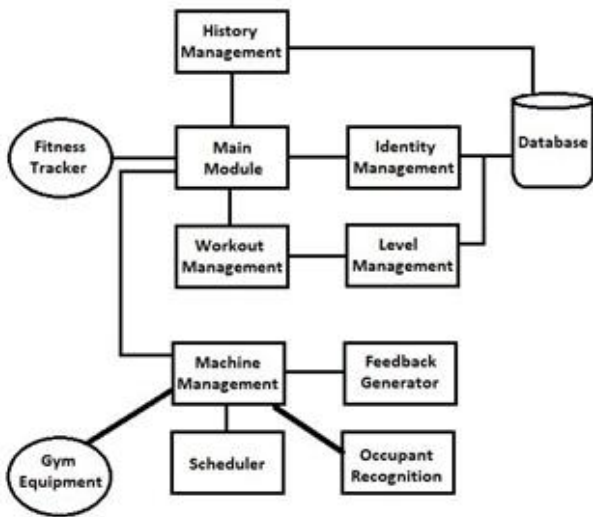 History
Management
Fitness
Tracker
Main
Module
Identity
Management
Database
Workout
Management
Level
Management
Machine
Management
Feedback
Generator
Gym
Equipment
Scheduler
Occupant
Recognition